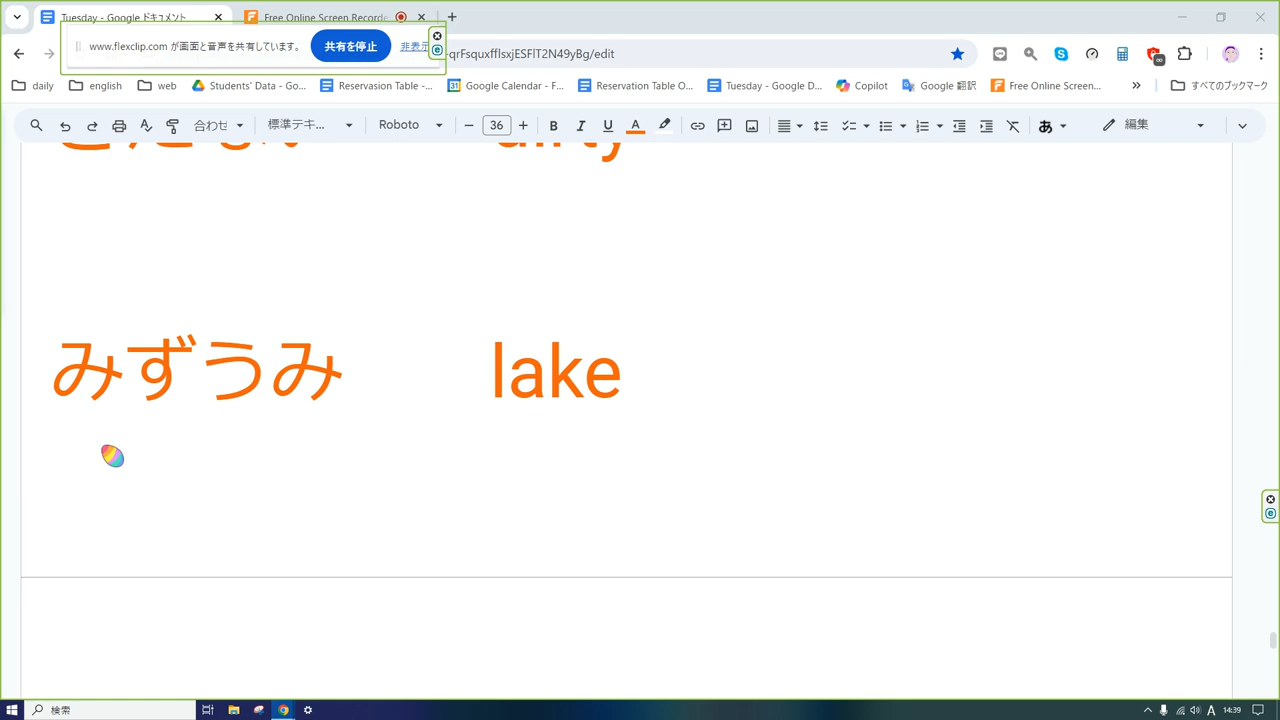 Tuesday - Google ドキュメント
Free Online Screen Recorde
www.flexclip.com が画面と音声を共有しています。
共有を停止
非表示
qrFsquxfflsxjESFlT2N49yBg/edit
daily
english
web
Students' Data - Go...
Reservasion Table -...
Google Calendar - F...
Reservation Table O...
Tuesday - Google D...
Copilot
Google 翻訳
Free Online Screen...
すべてのブックマーク
合わせ
標準テキ...
Roboto
36
編集
dirty
みずうみ lake
検索
14:39